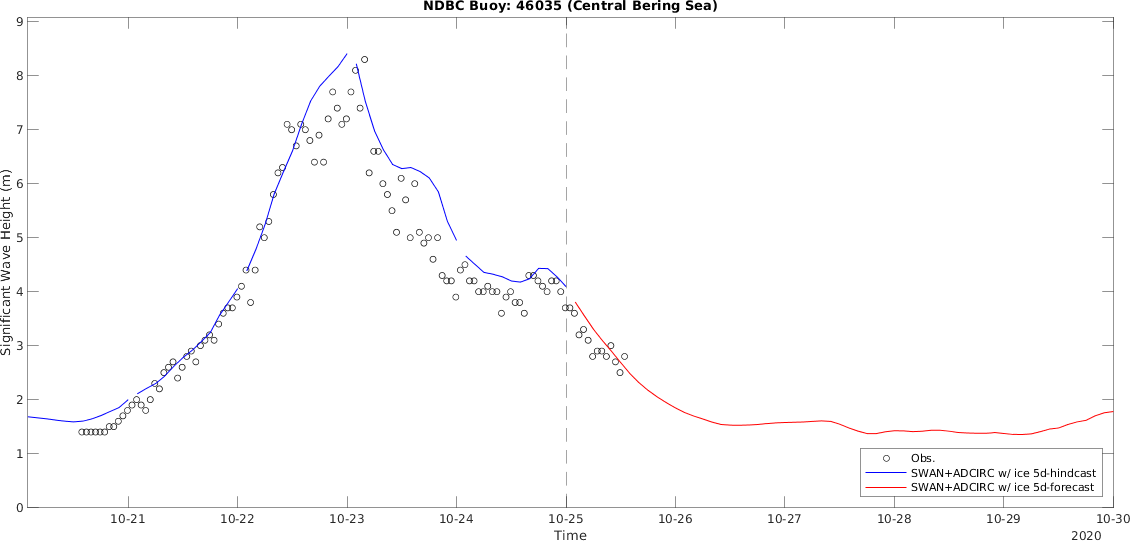 NDBC Buoy: 46035 (Central Bering Sea)
9
8
7
6
5
4
3
2
1
0
Significant Wave Height (m)
Obs.
SWAN+ADCIRC w/ ice 5d-hindcast
SWAN+ADCIRC w/ ice 5d-forecast
10-21 10-22 10-23 10-24 10-25 10-26 10-27 10-28 10-29 10-30
Time
2020